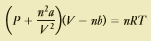 (P + n²a/V²)(V − nb) = nRT